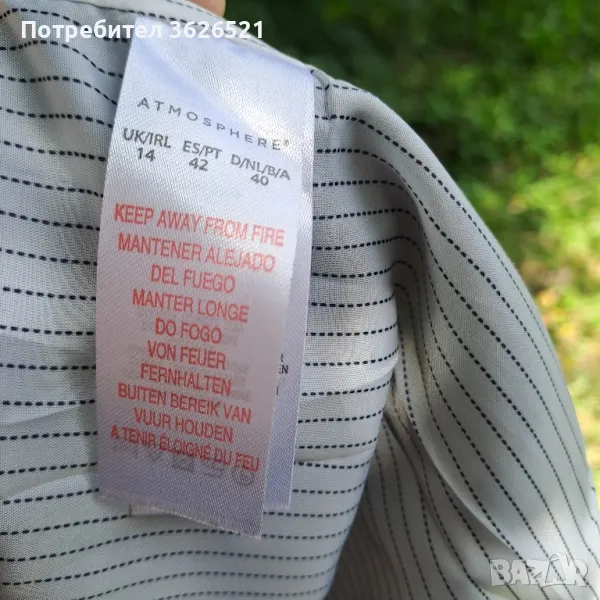 Потребител 3626521
ATMOSPHERE®
UK/IRL ES/PT D/NL/B/A
14 42 40
KEEP AWAY FROM FIRE
MANTENER ALEJADO
DEL FUEGO
MANTER LONGE
DO FOGO
VON FEUER
FERNHALTEN
BUITEN BEREIK VAN
VUUR HOUDEN
A TENIR ÉLOIGNÉ DU FEU
BAZAR